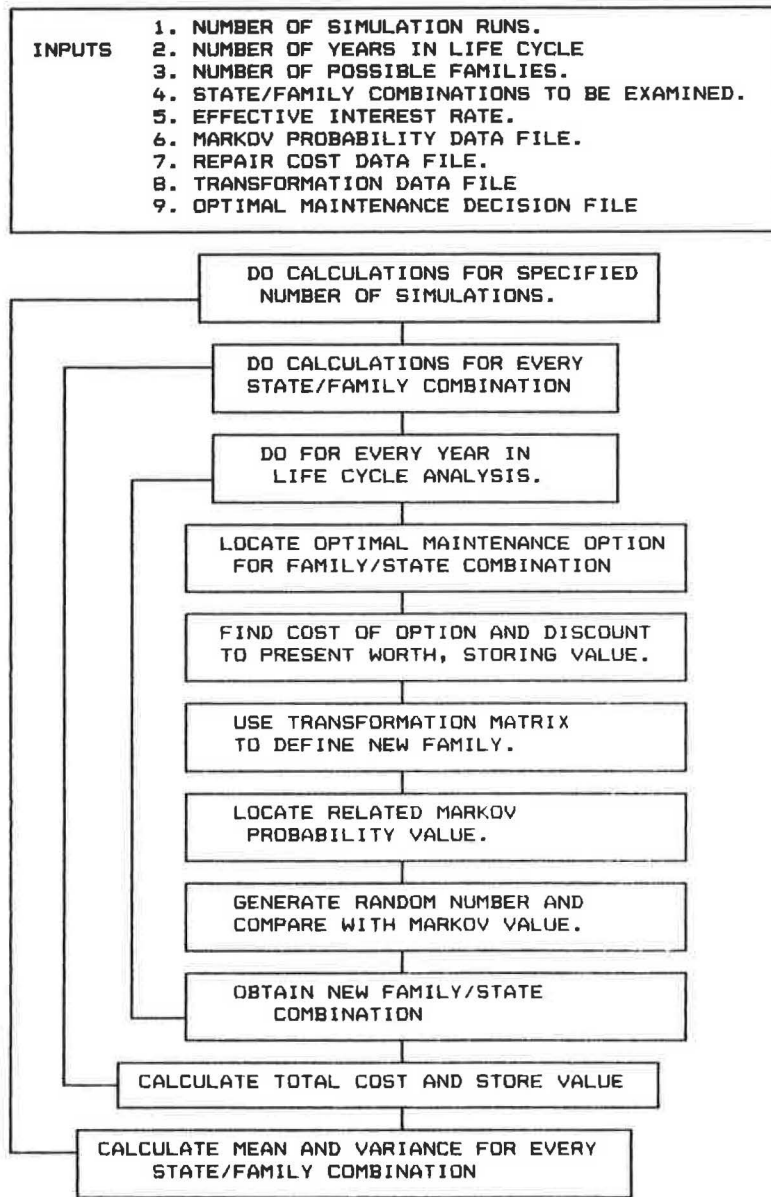 INPUTS 1. NUMBER OF SIMULATION RUNS.
2. NUMBER OF YEARS IN LIFE CYCLE
3. NUMBER OF POSSIBLE FAMILIES.
4. STATE/FAMILY COMBINATIONS TO BE EXAMINED.
5. EFFECTIVE INTEREST RATE.
6. MARKOV PROBABILITY DATA FILE.
7. REPAIR COST DATA FILE.
8. TRANSFORMATION DATA FILE
9. OPTIMAL MAINTENANCE DECISION FILE
DO CALCULATIONS FOR SPECIFIED
NUMBER OF SIMULATIONS.
DO CALCULATIONS FOR EVERY
STATE/FAMILY COMBINATION
DO FOR EVERY YEAR IN
LIFE CYCLE ANALYSIS.
LOCATE OPTIMAL MAINTENANCE OPTION
FOR FAMILY/STATE COMBINATION
FIND COST OF OPTION AND DISCOUNT
TO PRESENT WORTH, STORING VALUE.
USE TRANSFORMATION MATRIX
TO DEFINE NEW FAMILY.
LOCATE RELATED MARKOV
PROBABILITY VALUE.
GENERATE RANDOM NUMBER AND
COMPARE WITH MARKOV VALUE.
OBTAIN NEW FAMILY/STATE
COMBINATION
CALCULATE TOTAL COST AND STORE VALUE
CALCULATE MEAN AND VARIANCE FOR EVERY
STATE/FAMILY COMBINATION